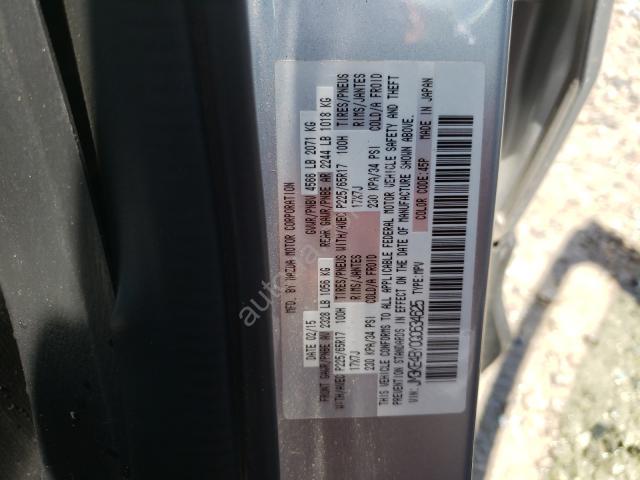 MFD. BY MAZDA MOTOR CORPORATION
DATE 02/15 GVWR/PNBV 4566 LB 2071 KG
FRONT GAWR/PNBE AV 2328 LB 1056 KG REAR GAWR/PNBE AR 2244 LB 1018 KG
WITH/AVEC P225/65R17 100H TIRES/PNEUS WITH/AVEC P225/65R17 100H TIRES/PNEUS
17X7J RIMS/JANTES 17X7J RIMS/JANTES
230 KPA/34 PSI COLD/A FROID 230 KPA/34 PSI COLD/A FROID
THIS VEHICLE CONFORMS TO ALL APPLICABLE FEDERAL MOTOR VEHICLE SAFETY AND THEFT
PREVENTION STANDARDS IN EFFECT ON THE DATE OF MANUFACTURE SHOWN ABOVE.
VIN: JM3KE4BY0G0634625 TYPE: MPV COLOR CODE: 45P MADE IN JAPAN